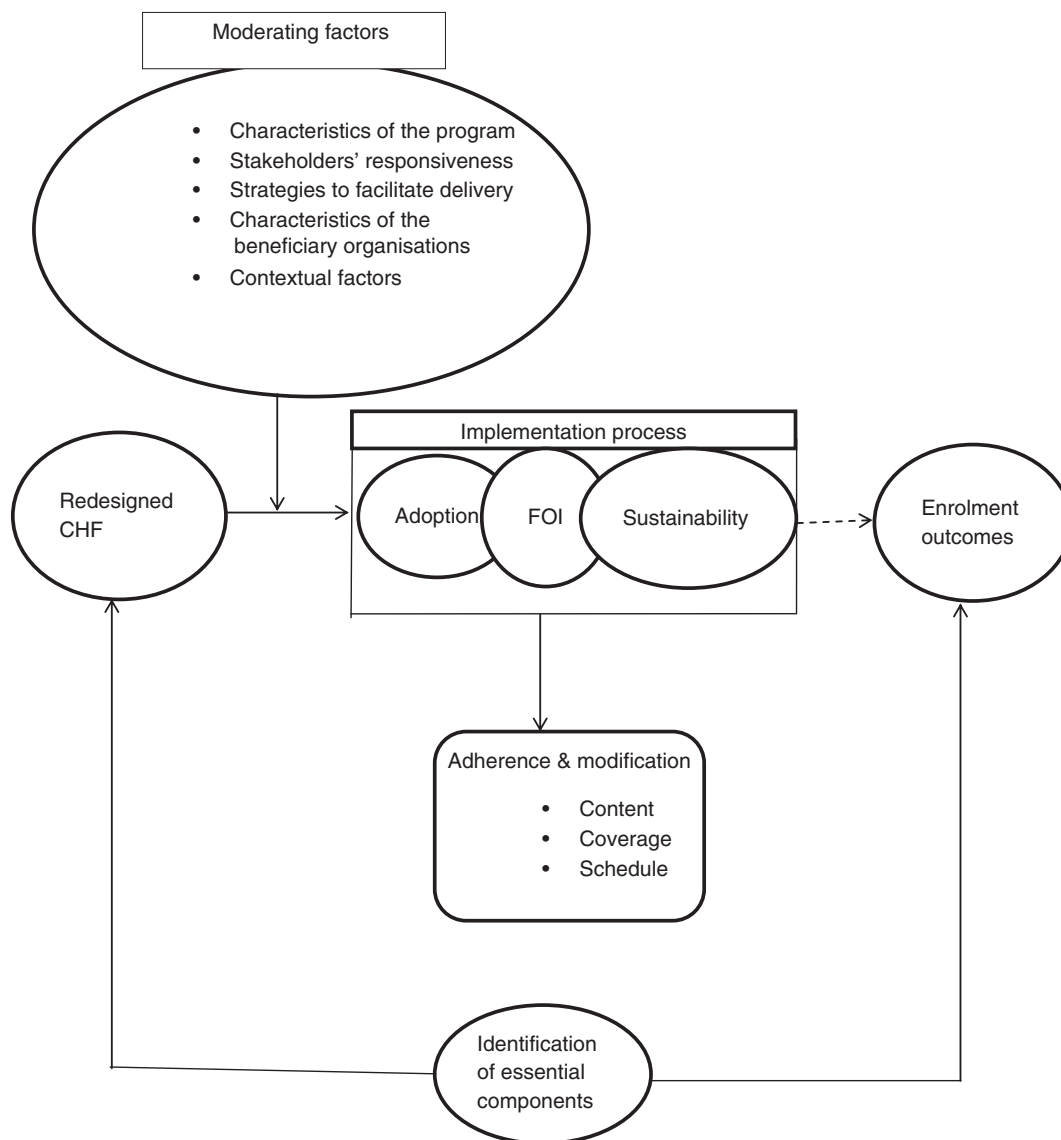 Moderating factors
• Characteristics of the program
• Stakeholders’ responsiveness
• Strategies to facilitate delivery
• Characteristics of the
beneficiary organisations
• Contextual factors
Implementation process
Redesigned
CHF
Adoption
FOI
Sustainability
Enrolment
outcomes
Adherence & modification
• Content
• Coverage
• Schedule
Identification
of essential
components